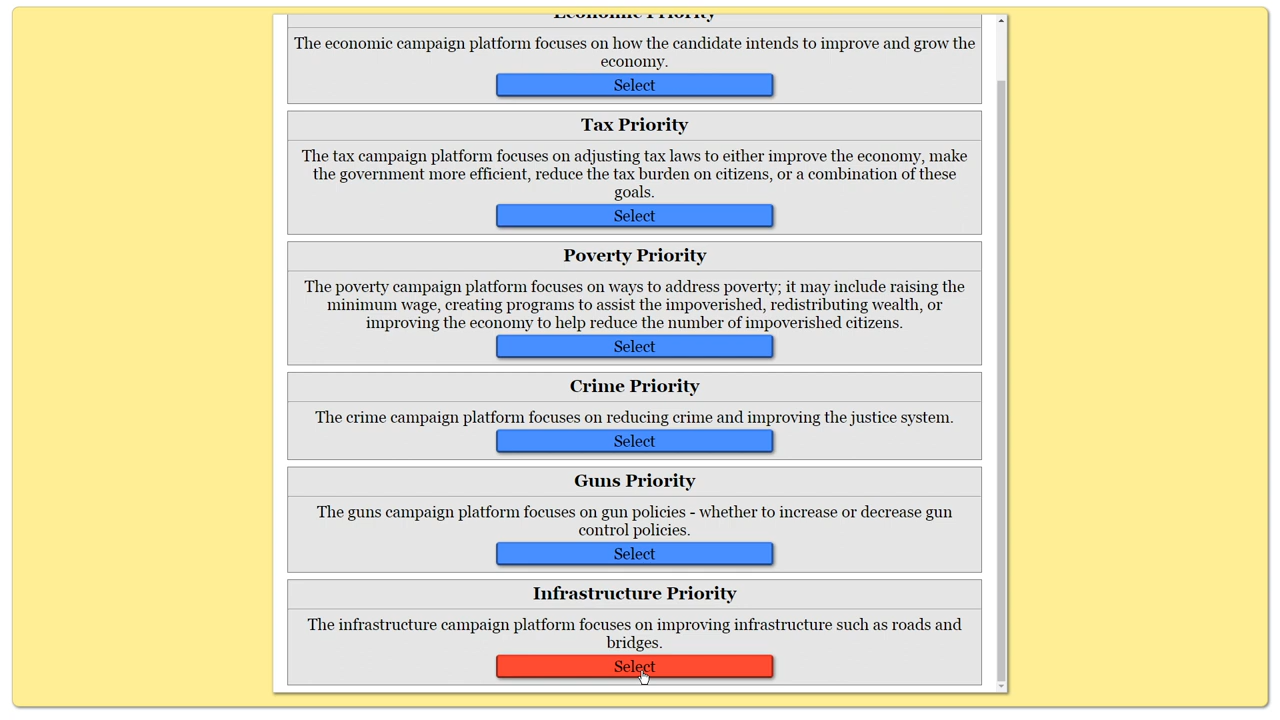 Economic Priority
The economic campaign platform focuses on how the candidate intends to improve and grow the
economy.
Select
Tax Priority
The tax campaign platform focuses on adjusting tax laws to either improve the economy, make
the government more efficient, reduce the tax burden on citizens, or a combination of these
goals.
Select
Poverty Priority
The poverty campaign platform focuses on ways to address poverty; it may include raising the
minimum wage, creating programs to assist the impoverished, redistributing wealth, or
improving the economy to help reduce the number of impoverished citizens.
Select
Crime Priority
The crime campaign platform focuses on reducing crime and improving the justice system.
Select
Guns Priority
The guns campaign platform focuses on gun policies - whether to increase or decrease gun
control policies.
Select
Infrastructure Priority
The infrastructure campaign platform focuses on improving infrastructure such as roads and
bridges.
Select